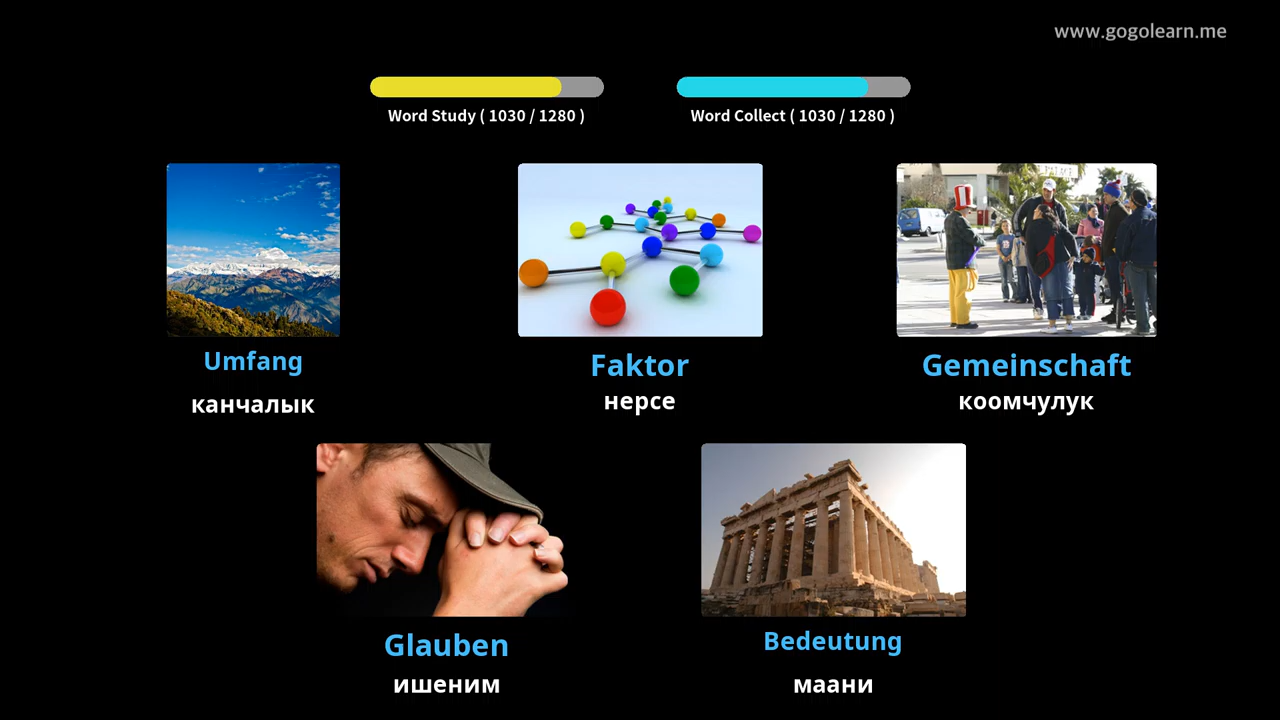 www.gogolearn.me
Word Study ( 1030 / 1280 )
Word Collect ( 1030 / 1280 )
Umfang
канчалык
Faktor
нерсе
Gemeinschaft
коомчулук
Glauben
ишеним
Bedeutung
маани